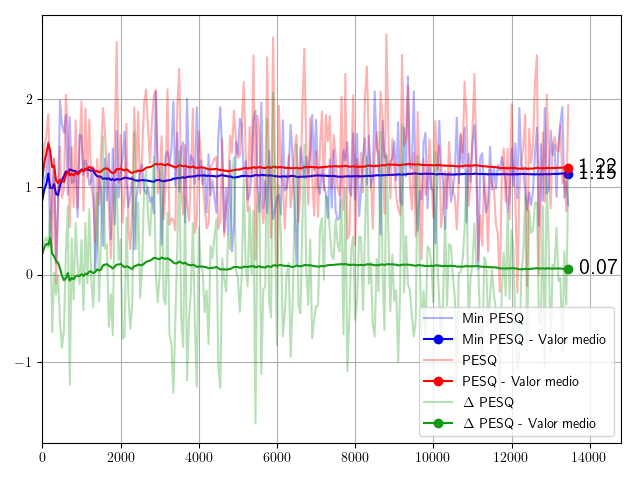 2
1
0
−1
0
2000
4000
6000
8000
10000
12000
14000
1.22
1.15
0.07
Min PESQ
Min PESQ - Valor medio
PESQ
PESQ - Valor medio
Δ PESQ
Δ PESQ - Valor medio